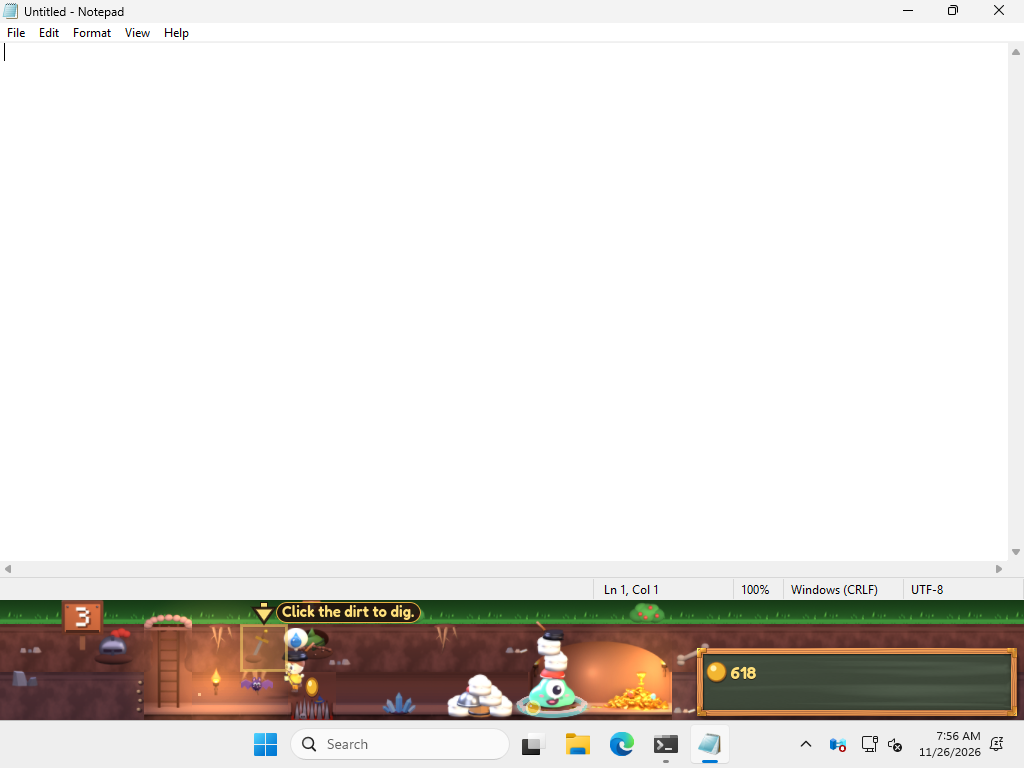 Untitled - Notepad
File Edit Format View Help
Ln 1, Col 1 100% Windows (CRLF) UTF-8
3
Click the dirt to dig.
618
Search
7:56 AM
11/26/2026